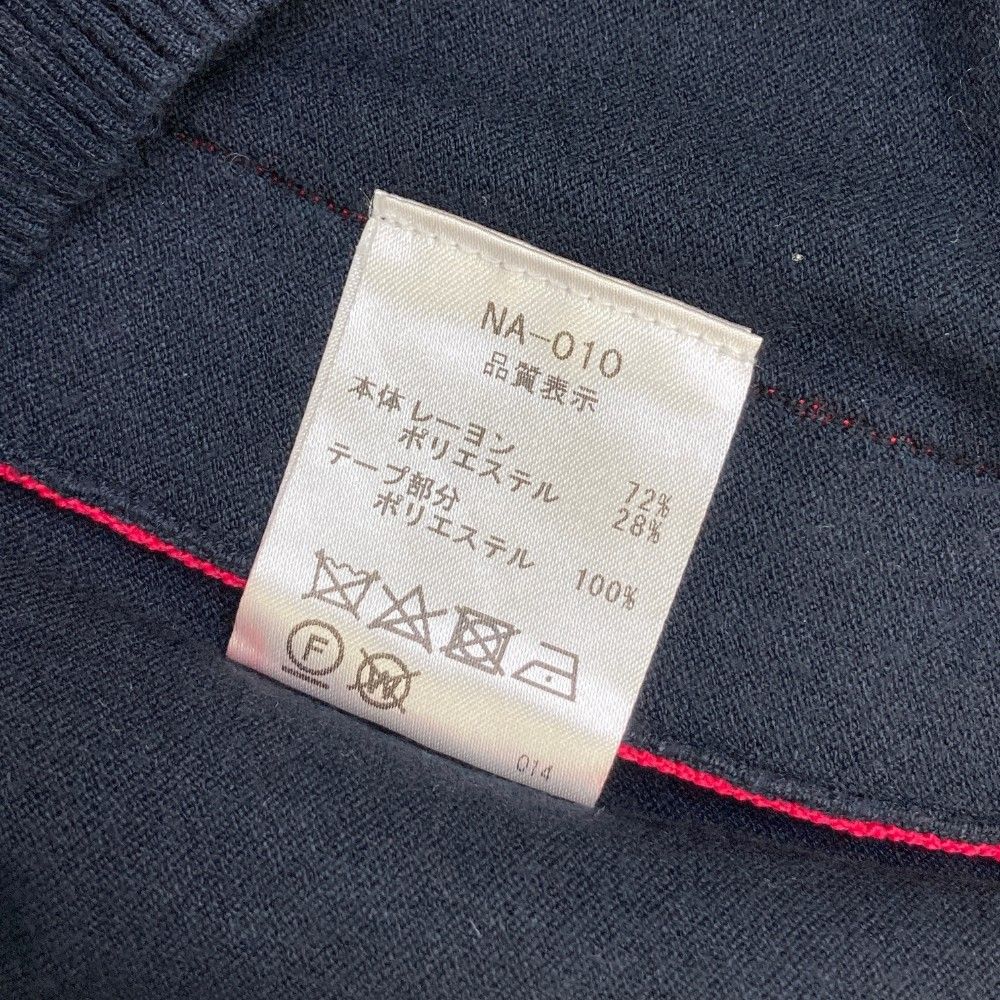 NA-010
品質表示
本体 レーヨン 72%
ポリエステル 28%
テープ部分
ポリエステル 100%
F W
014